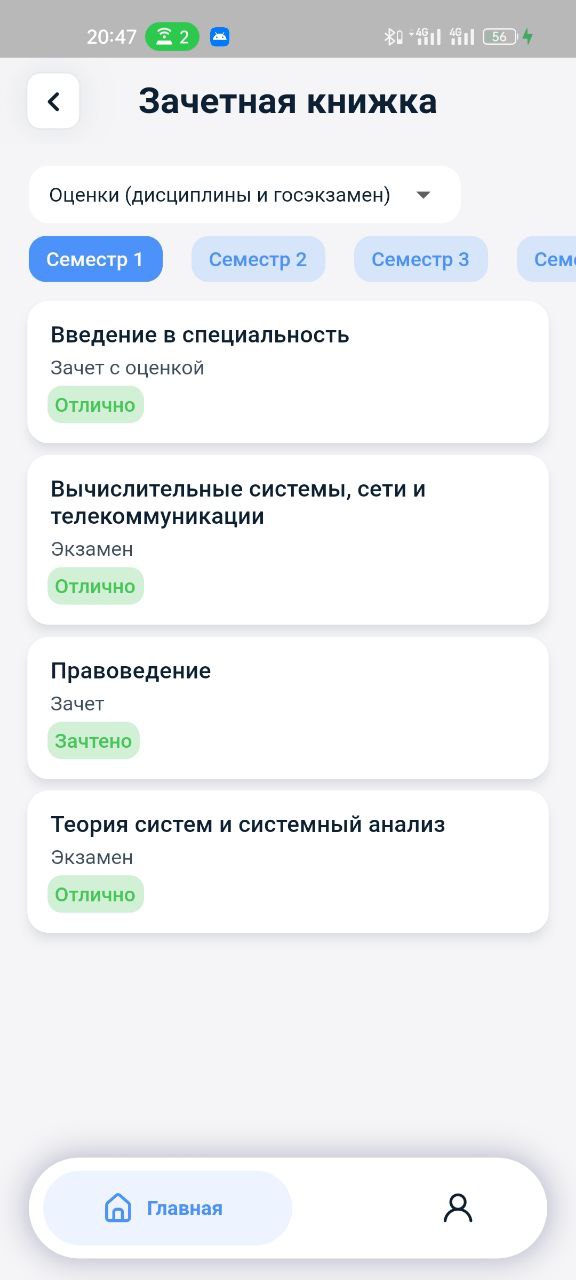 20:47 2 4G 4G 56
Зачетная книжка
Оценки (дисциплины и госэкзамен)
Семестр 1 Семестр 2 Семестр 3 Сем
Введение в специальность
Зачет с оценкой
Отлично
Вычислительные системы, сети и
телекоммуникации
Экзамен
Отлично
Правоведение
Зачет
Зачтено
Теория систем и системный анализ
Экзамен
Отлично
Главная